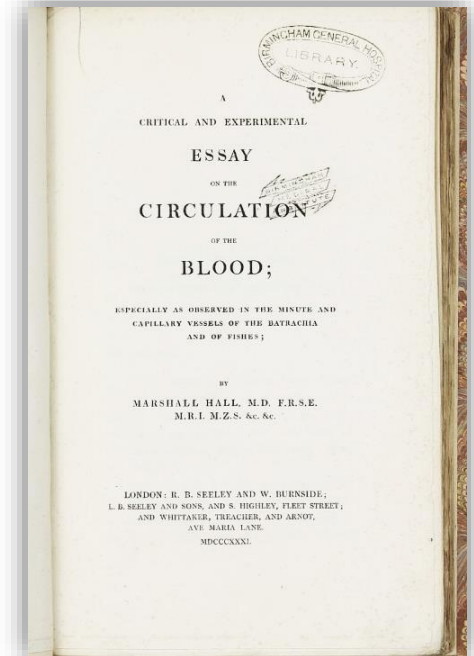 BIRMINGHAM GENERAL HOSPITAL
LIBRARY.
A
CRITICAL AND EXPERIMENTAL
ESSAY
ON THE
CIRCULATION
OF THE
BLOOD;
ESPECIALLY AS OBSERVED IN THE MINUTE AND
CAPILLARY VESSELS OF THE BATRACHIA
AND OF FISHES;
BY
MARSHALL HALL, M.D. F.R.S.E.
M.R.I. M.Z.S. &c. &c.
LONDON: R. B. SEELEY AND W. BURNSIDE;
L. B. SEELEY AND SONS, AND S. HIGHLEY, FLEET STREET;
AND WHITTAKER, TREACHER, AND ARNOT,
AVE MARIA LANE.
MDCCCXXXI.